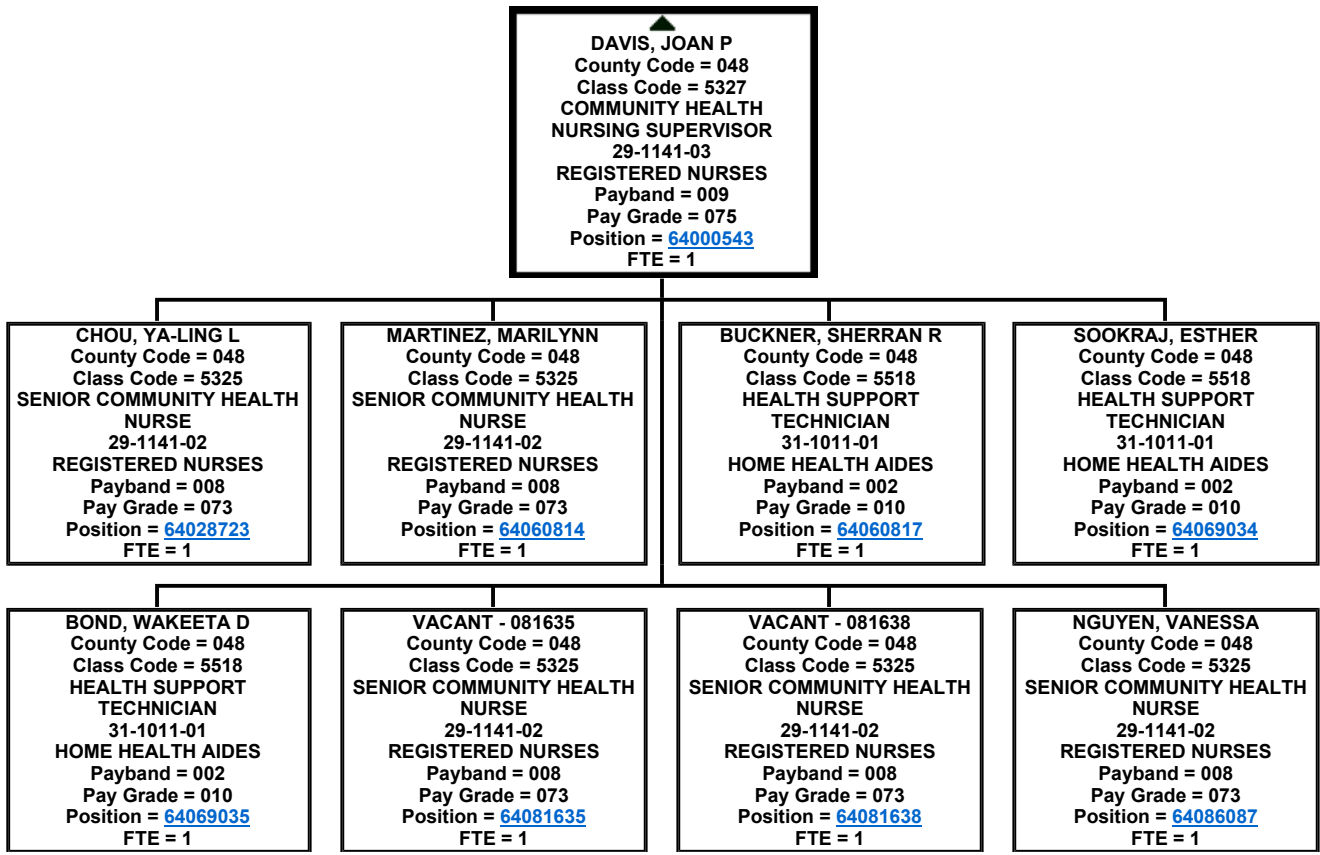 DAVIS, JOAN P
County Code = 048
Class Code = 5327
COMMUNITY HEALTH
NURSING SUPERVISOR
29-1141-03
REGISTERED NURSES
Payband = 009
Pay Grade = 075
Position = 64000543
FTE = 1
CHOU, YA-LING L
County Code = 048
Class Code = 5325
SENIOR COMMUNITY HEALTH
NURSE
29-1141-02
REGISTERED NURSES
Payband = 008
Pay Grade = 073
Position = 64028723
FTE = 1
MARTINEZ, MARILYNN
County Code = 048
Class Code = 5325
SENIOR COMMUNITY HEALTH
NURSE
29-1141-02
REGISTERED NURSES
Payband = 008
Pay Grade = 073
Position = 64060814
FTE = 1
BUCKNER, SHERRAN R
County Code = 048
Class Code = 5518
HEALTH SUPPORT
TECHNICIAN
31-1011-01
HOME HEALTH AIDES
Payband = 002
Pay Grade = 010
Position = 64060817
FTE = 1
SOOKRAJ, ESTHER
County Code = 048
Class Code = 5518
HEALTH SUPPORT
TECHNICIAN
31-1011-01
HOME HEALTH AIDES
Payband = 002
Pay Grade = 010
Position = 64069034
FTE = 1
BOND, WAKEETA D
County Code = 048
Class Code = 5518
HEALTH SUPPORT
TECHNICIAN
31-1011-01
HOME HEALTH AIDES
Payband = 002
Pay Grade = 010
Position = 64069035
FTE = 1
VACANT - 081635
County Code = 048
Class Code = 5325
SENIOR COMMUNITY HEALTH
NURSE
29-1141-02
REGISTERED NURSES
Payband = 008
Pay Grade = 073
Position = 64081635
FTE = 1
VACANT - 081638
County Code = 048
Class Code = 5325
SENIOR COMMUNITY HEALTH
NURSE
29-1141-02
REGISTERED NURSES
Payband = 008
Pay Grade = 073
Position = 64081638
FTE = 1
NGUYEN, VANESSA
County Code = 048
Class Code = 5325
SENIOR COMMUNITY HEALTH
NURSE
29-1141-02
REGISTERED NURSES
Payband = 008
Pay Grade = 073
Position = 64086087
FTE = 1